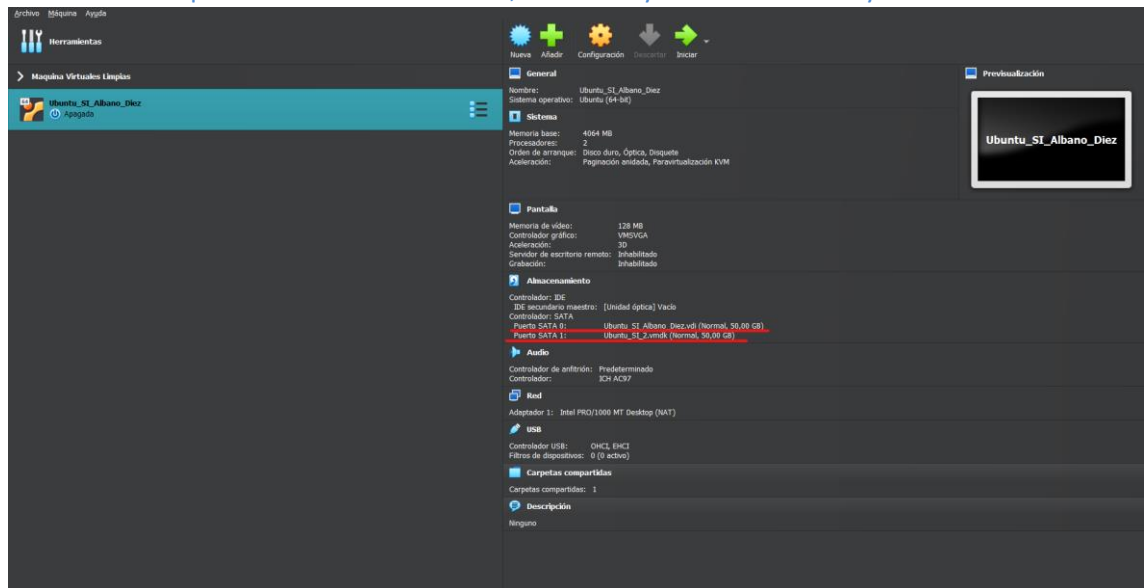 Archivo Máquina Ayuda
Herramientas
Maquina Virtuales Limpias
Ubuntu_SI_Albano_Diez
Apagada
Nueva Añadir Configuración Descartar Iniciar
General
Nombre: Ubuntu_SI_Albano_Diez
Sistema operativo: Ubuntu (64-bit)
Sistema
Memoria base: 4064 MB
Procesadores: 2
Orden de arranque: Disco duro, Óptica, Disquete
Aceleración: Paginación anidada, Paravirtualización KVM
Previsualización
Ubuntu_SI_Albano_Diez
Pantalla
Memoria de vídeo: 128 MB
Controlador gráfico: VMSVGA
Aceleración: 3D
Servidor de escritorio remoto: Inhabilitado
Grabación: Inhabilitado
Almacenamiento
Controlador: IDE
IDE secundario maestro: [Unidad óptica] Vacío
Controlador: SATA
Puerto SATA 0: Ubuntu_SI_Albano_Diez.vdi (Normal, 50,00 GB)
Puerto SATA 1: Ubuntu_SI_2.vmdk (Normal, 50,00 GB)
Audio
Controlador de anfitrión: Predeterminado
Controlador: ICH AC97
Red
Adaptador 1: Intel PRO/1000 MT Desktop (NAT)
USB
Controlador USB: OHCI, EHCI
Filtros de dispositivos: 0 (0 activo)
Carpetas compartidas
Carpetas compartidas: 1
Descripción
Ninguno